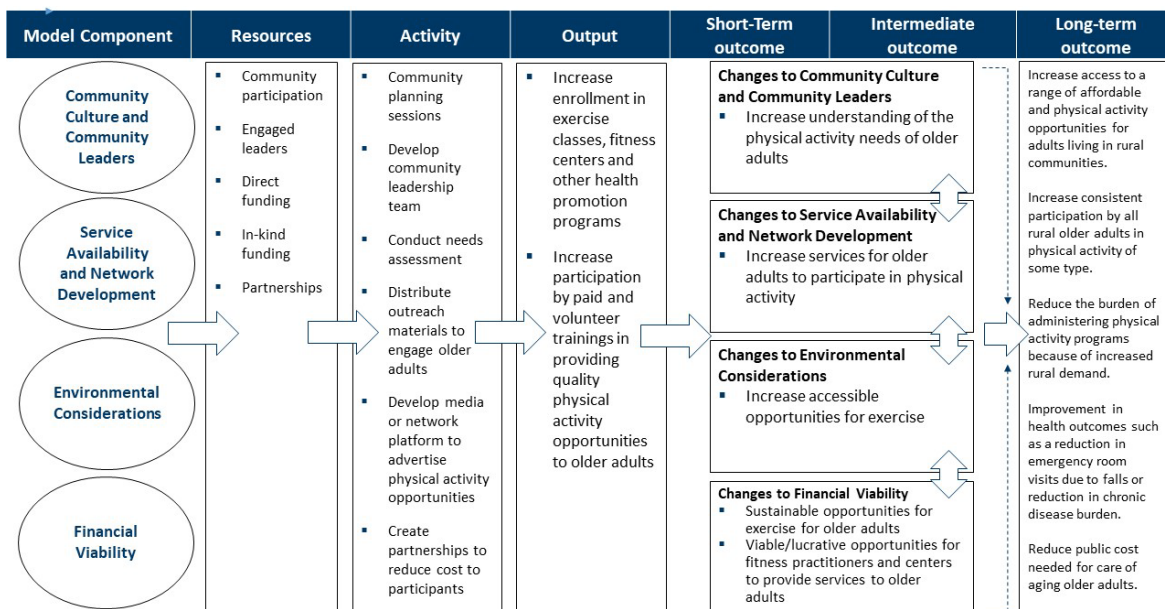 Model Component
Resources
Activity
Output
Short-Term
outcome
Intermediate
outcome
Long-term
outcome
Community
Culture and
Community
Leaders
Service
Availability
and Network
Development
Environmental
Considerations
Financial
Viability
▪ Community
participation
▪ Engaged
leaders
▪ Direct
funding
▪ In-kind
funding
▪ Partnerships
▪ Community
planning
sessions
▪ Develop
community
leadership
team
▪ Conduct needs
assessment
▪ Distribute
outreach
materials to
engage older
adults
▪ Develop media
or network
platform to
advertise
physical activity
opportunities
▪ Create
partnerships to
reduce cost to
participants
▪ Increase
enrollment in
exercise
classes, fitness
centers and
other health
promotion
programs
▪ Increase
participation
by paid and
volunteer
trainings in
providing
quality
physical
activity
opportunities
to older adults
Changes to Community Culture
and Community Leaders
▪ Increase understanding of the
physical activity needs of older
adults
Changes to Service Availability
and Network Development
▪ Increase services for older
adults to participate in physical
activity
Changes to Environmental
Considerations
▪ Increase accessible
opportunities for exercise
Changes to Financial Viability
▪ Sustainable opportunities for
exercise for older adults
▪ Viable/lucrative opportunities for
fitness practitioners and centers
to provide services to older
adults
Increase access to a
range of affordable
and physical activity
opportunities for
adults living in rural
communities.
Increase consistent
participation by all
rural older adults in
physical activity of
some type.
Reduce the burden of
administering physical
activity programs
because of increased
rural demand.
Improvement in
health outcomes such
as a reduction in
emergency room
visits due to falls or
reduction in chronic
disease burden.
Reduce public cost
needed for care of
aging older adults.